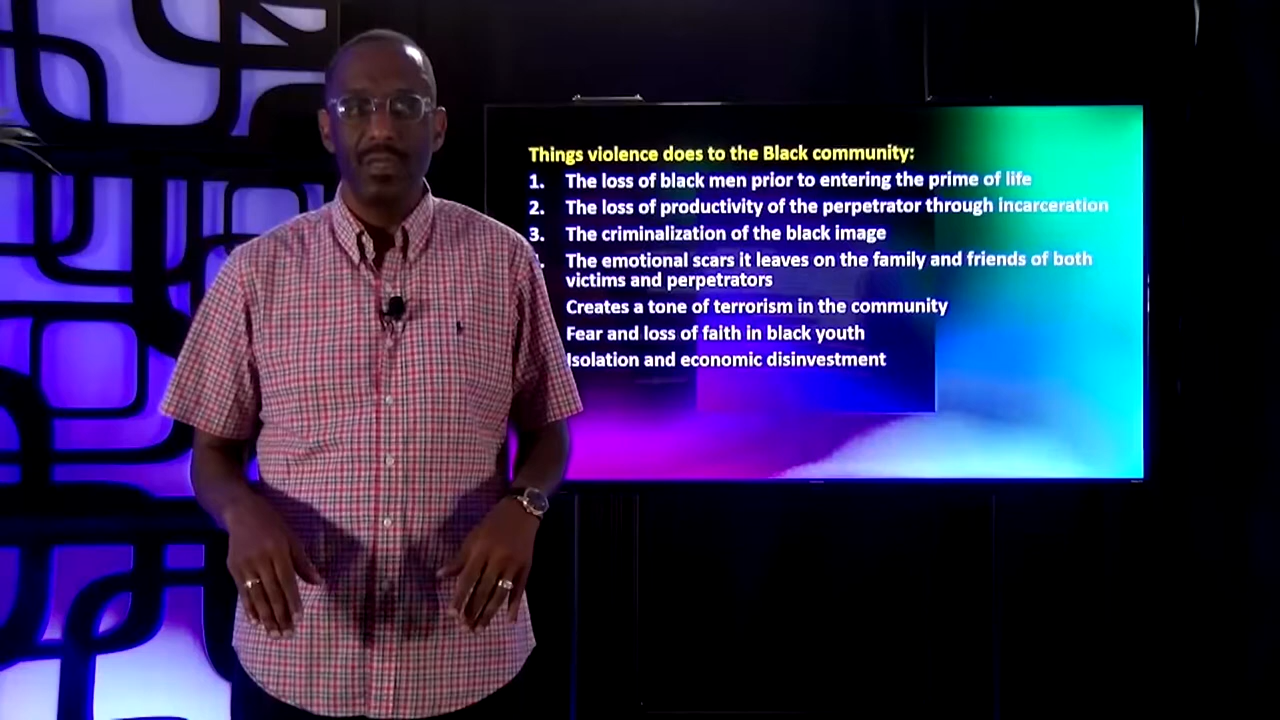 Things violence does to the Black community:
1. The loss of black men prior to entering the prime of life
2. The loss of productivity of the perpetrator through incarceration
3. The criminalization of the black image
The emotional scars it leaves on the family and friends of both
victims and perpetrators
Creates a tone of terrorism in the community
Fear and loss of faith in black youth
Isolation and economic disinvestment